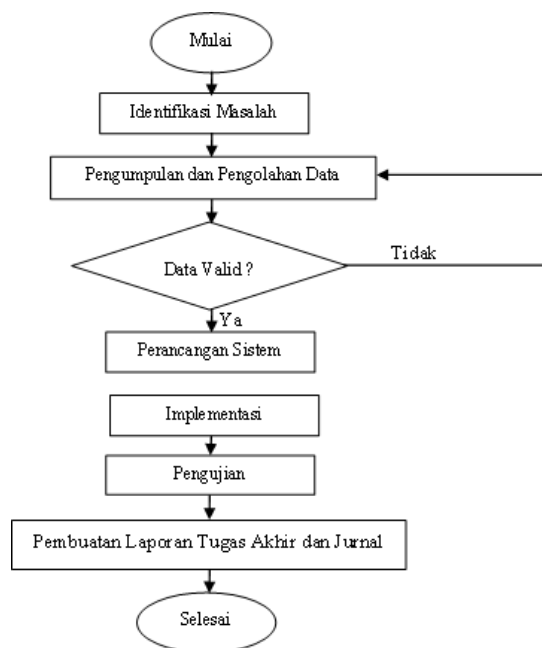 Mulai
Identifikasi Masalah
Pengumpulan dan Pengolahan Data
Data Valid ?
Tidak
Ya
Perancangan Sistem
Implementasi
Pengujian
Pembuatan Laporan Tugas Akhir dan Jurnal
Selesai